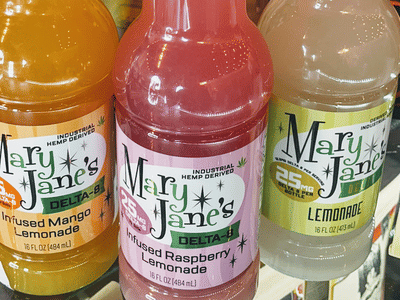 INDUSTRIAL
HEMP DERIVED
Mary
Jane's
DELTA-8
Infused Mango
Lemonade
16 FL OZ (484 mL)
INDUSTRIAL
HEMP DERIVED
Mary
Jane's
25MG
DELTA-8
Infused Raspberry
Lemonade
16 FL OZ (484 mL)
Mary
Jane's
25MG
LEMONADE
16 FL OZ (473 mL)